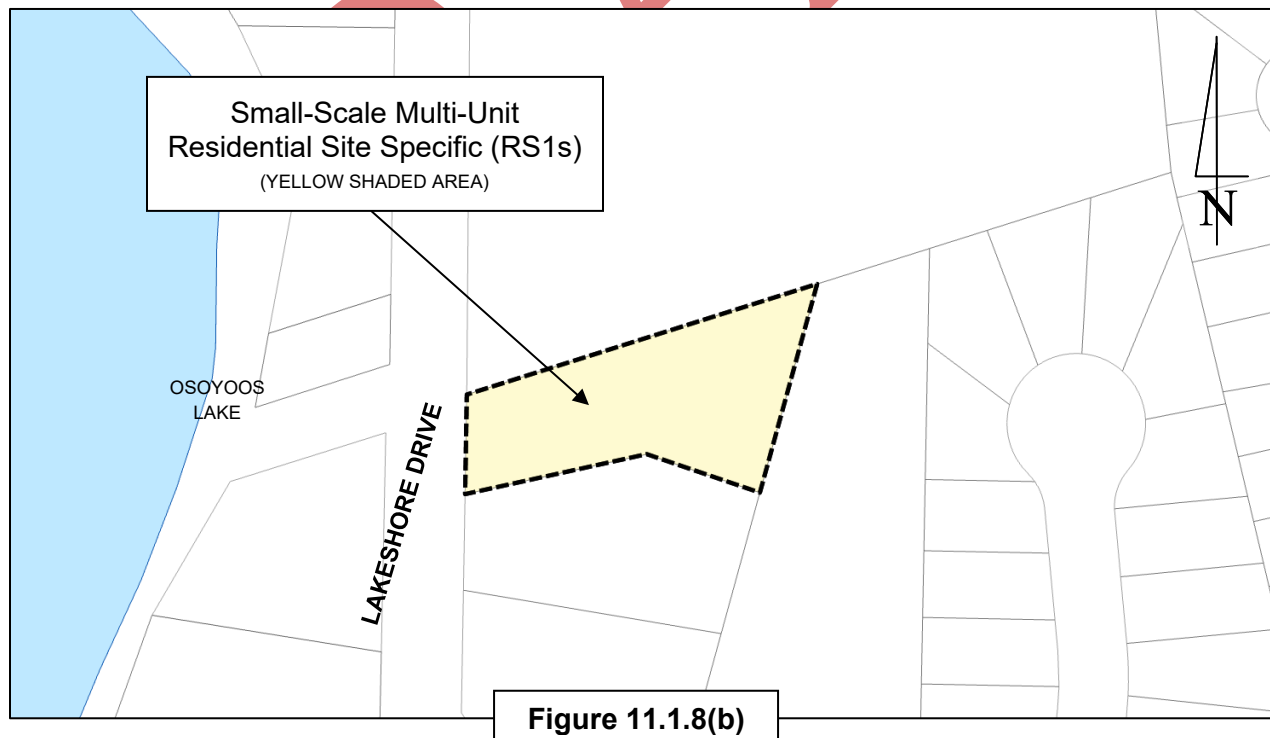 Small-Scale Multi-Unit
Residential Site Specific (RS1s)
(YELLOW SHADED AREA)
N
OSOYOOS
LAKE
LAKESHORE DRIVE
Figure 11.1.8(b)